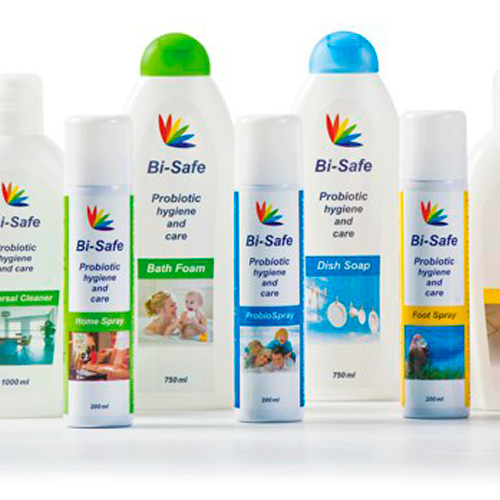 Bi-Safe
Probiotic
hygiene
and care
1000 ml
Bi-Safe
Probiotic
hygiene
and
care
Home Spray
200 ml
Bi-Safe
Probiotic
hygiene
and
care
Bath Foam
750 ml
Bi-Safe
Probiotic
hygiene
and
care
ProbioSpray
200 ml
Bi-Safe
Probiotic
hygiene
and
care
Dish Soap
750 ml
Bi-Safe
Probiotic
hygiene
and
care
Foot Spray
200 ml